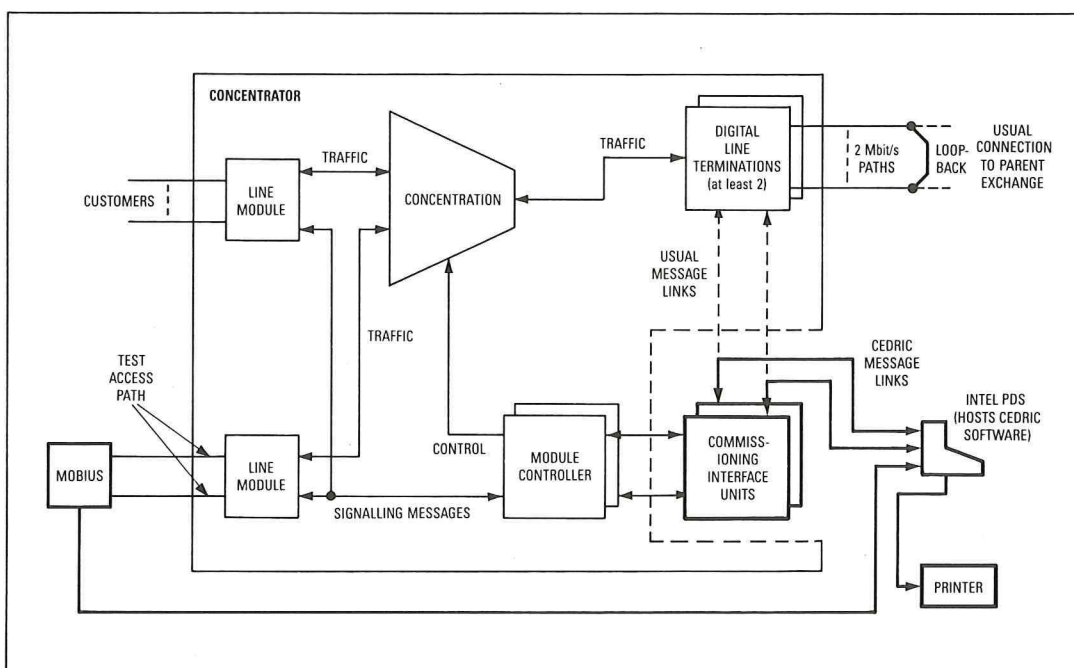 CONCENTRATOR
TRAFFIC
LINE
MODULE
CUSTOMERS
CONCENTRATION
TRAFFIC
DIGITAL
LINE
TERMINATIONS
(at least 2)
2 Mbit/s
PATHS
LOOP-
BACK
USUAL
CONNECTION
TO PARENT
EXCHANGE
USUAL
MESSAGE
LINKS
TRAFFIC
TEST
ACCESS
PATH
CEDRIC
MESSAGE
LINKS
INTEL PDS
(HOSTS CEDRIC
SOFTWARE)
MOBIUS
LINE
MODULE
CONTROL
SIGNALLING MESSAGES
MODULE
CONTROLLER
COMMISS-
IONING
INTERFACE
UNITS
PRINTER